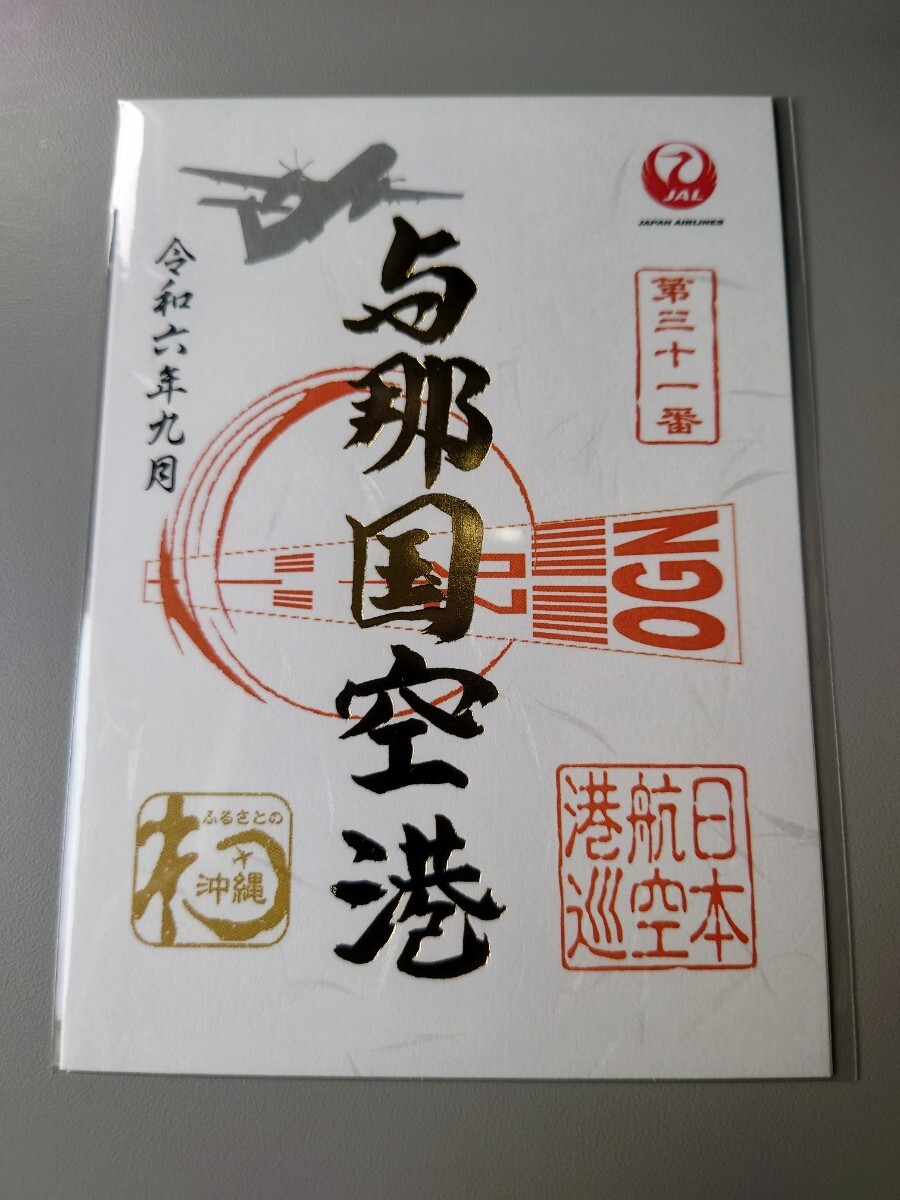 JAL
JAPAN AIRLINES
第三十一番
与那国空港
令和六年九月
OGN
日本
航空
港巡
ふるさとの
沖縄